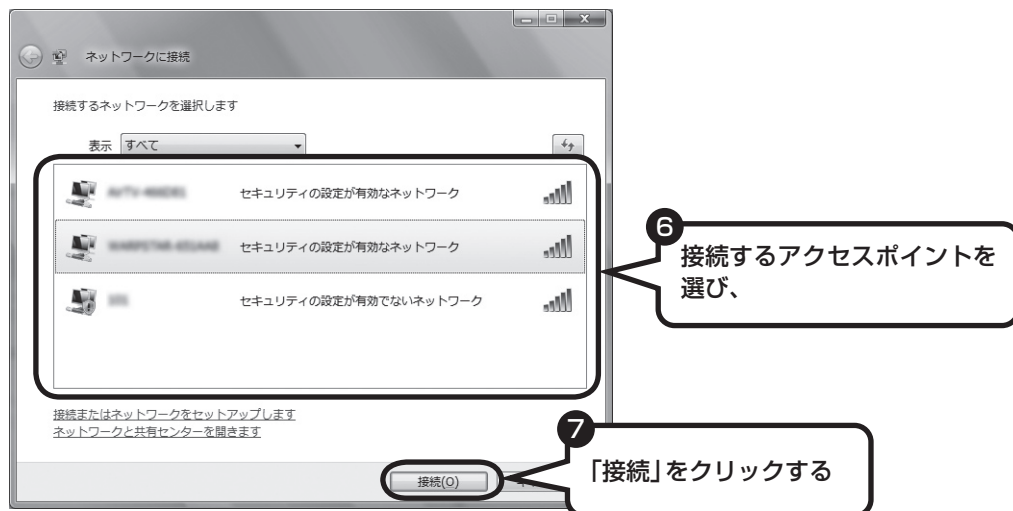 ネットワークに接続
接続するネットワークを選択します
表示 すべて
セキュリティの設定が有効なネットワーク
セキュリティの設定が有効なネットワーク
セキュリティの設定が有効でないネットワーク
6
接続するアクセスポイントを
選び、
接続またはネットワークをセットアップします
ネットワークと共有センターを開きます
7
「接続」をクリックする
接続(O)